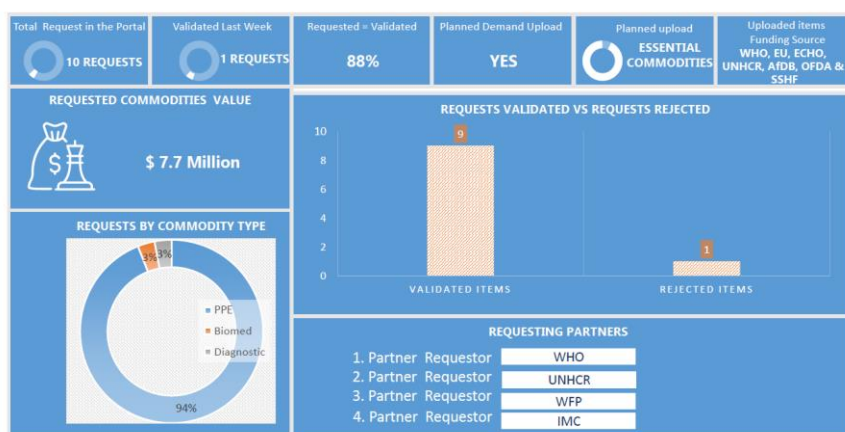 Total Request in the Portal
10 REQUESTS
Validated Last Week
1 REQUESTS
Requested = Validated
88%
Planned Demand Upload
YES
Planned upload
ESSENTIAL
COMMODITIES
Uploaded items
Funding Source
WHO, EU, ECHO,
UNHCR, AfDB, OFDA &
SSHF
REQUESTED COMMODITIES VALUE
$
$ 7.7 Million
REQUESTS BY COMMODITY TYPE
3%
3%
PPE
Biomed
Diagnostic
94%
REQUESTS VALIDATED VS REQUESTS REJECTED
10
8
6
4
2
0
9
1
VALIDATED ITEMS
REJECTED ITEMS
REQUESTING PARTNERS
1. Partner Requestor WHO
2. Partner Requestor UNHCR
3. Partner Requestor WFP
4. Partner Requestor IMC